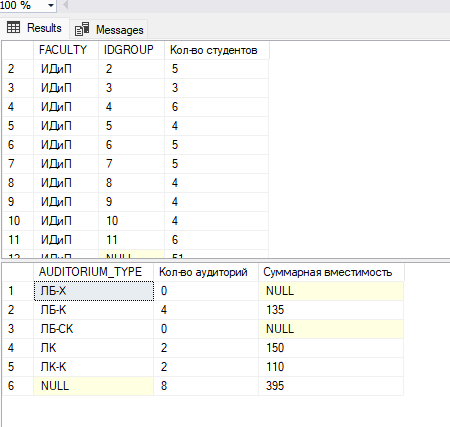 100 %
Results Messages
FACULTY IDGROUP Кол-во студентов
2 ИДиП 2 5
3 ИДиП 3 3
4 ИДиП 4 6
5 ИДиП 5 4
6 ИДиП 6 5
7 ИДиП 7 5
8 ИДиП 8 4
9 ИДиП 9 4
10 ИДиП 10 4
11 ИДиП 11 6
12 ИДиП NULL 51
AUDITORIUM_TYPE Кол-во аудиторий Суммарная вместимость
1 ЛБ-X 0 NULL
2 ЛБ-К 4 135
3 ЛБ-СК 0 NULL
4 ЛК 2 150
5 ЛК-К 2 110
6 NULL 8 395